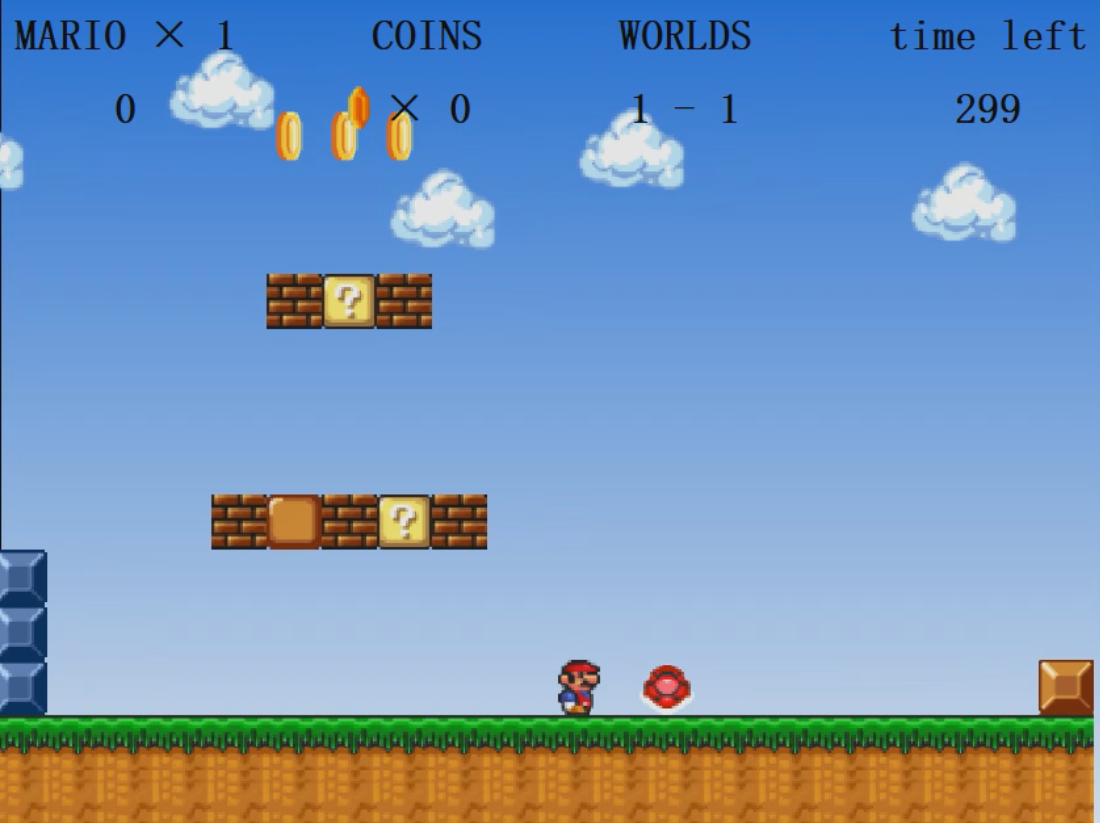 MARIO × 1 COINS WORLDS time left
0 × 0 1 - 1 299
?
?